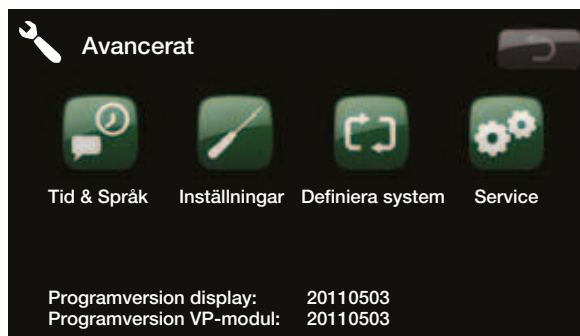 Avancerat
Tid & Språk Inställningar Definiera system Service
Programversion display: 20110503
Programversion VP-modul: 20110503